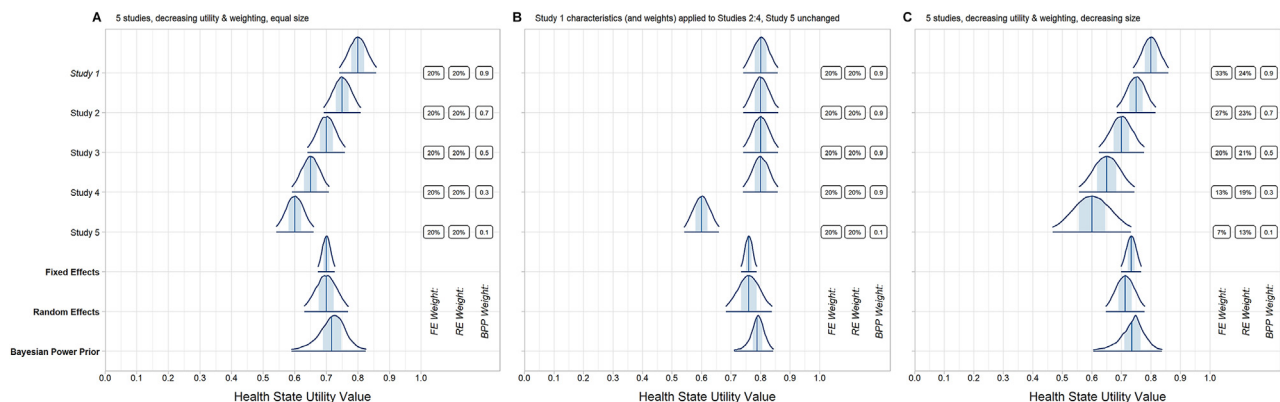 A 5 studies, decreasing utility & weighting, equal size
Study 1 20% 20% 0.9
Study 2 20% 20% 0.7
Study 3 20% 20% 0.5
Study 4 20% 20% 0.3
Study 5 20% 20% 0.1
Fixed Effects
Random Effects
Bayesian Power Prior
FE Weight:
RE Weight:
BPP Weight:
0.0 0.1 0.2 0.3 0.4 0.5 0.6 0.7 0.8 0.9 1.0
Health State Utility Value
B Study 1 characteristics (and weights) applied to Studies 2:4, Study 5 unchanged
20% 20% 0.9
20% 20% 0.9
20% 20% 0.9
20% 20% 0.9
20% 20% 0.1
FE Weight:
RE Weight:
BPP Weight:
0.0 0.1 0.2 0.3 0.4 0.5 0.6 0.7 0.8 0.9 1.0
Health State Utility Value
C 5 studies, decreasing utility & weighting, decreasing size
33% 24% 0.9
27% 23% 0.7
20% 21% 0.5
13% 19% 0.3
7% 13% 0.1
FE Weight:
RE Weight:
BPP Weight:
0.0 0.1 0.2 0.3 0.4 0.5 0.6 0.7 0.8 0.9 1.0
Health State Utility Value